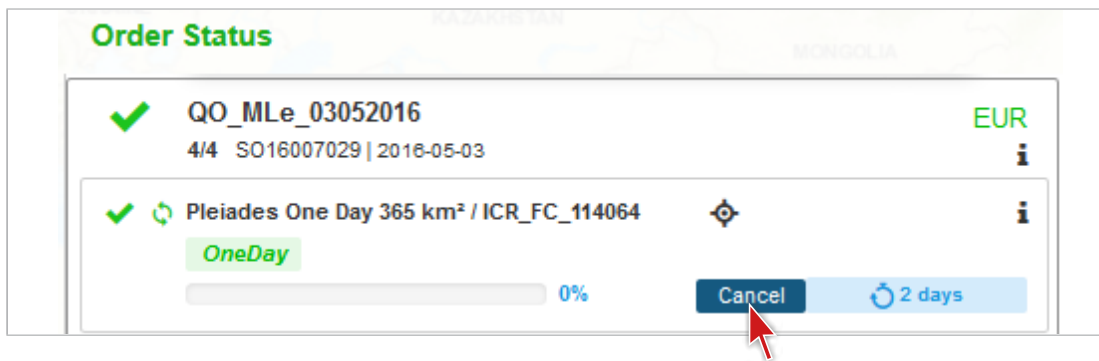 KAZAKHSTAN
Order Status
MONGOLIA
QO_MLe_03052016
EUR
4/4 SO16007029 | 2016-05-03
i
Pleiades One Day 365 km² / ICR_FC_114064
i
OneDay
0%
Cancel
2 days